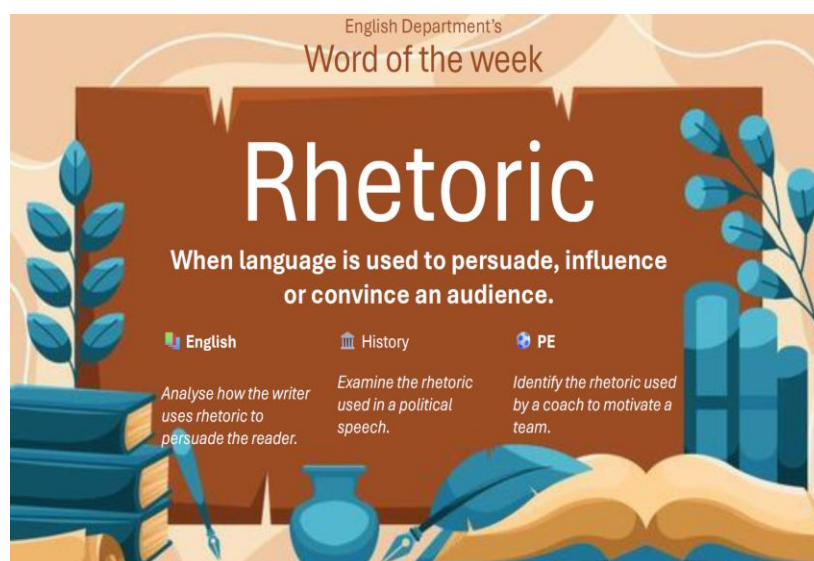 English Department's
Word of the week
Rhetoric
When language is used to persuade, influence
or convince an audience.
English
Analyse how the writer
uses rhetoric to
persuade the reader.
History
Examine the rhetoric
used in a political
speech.
PE
Identify the rhetoric used
by a coach to motivate a
team.